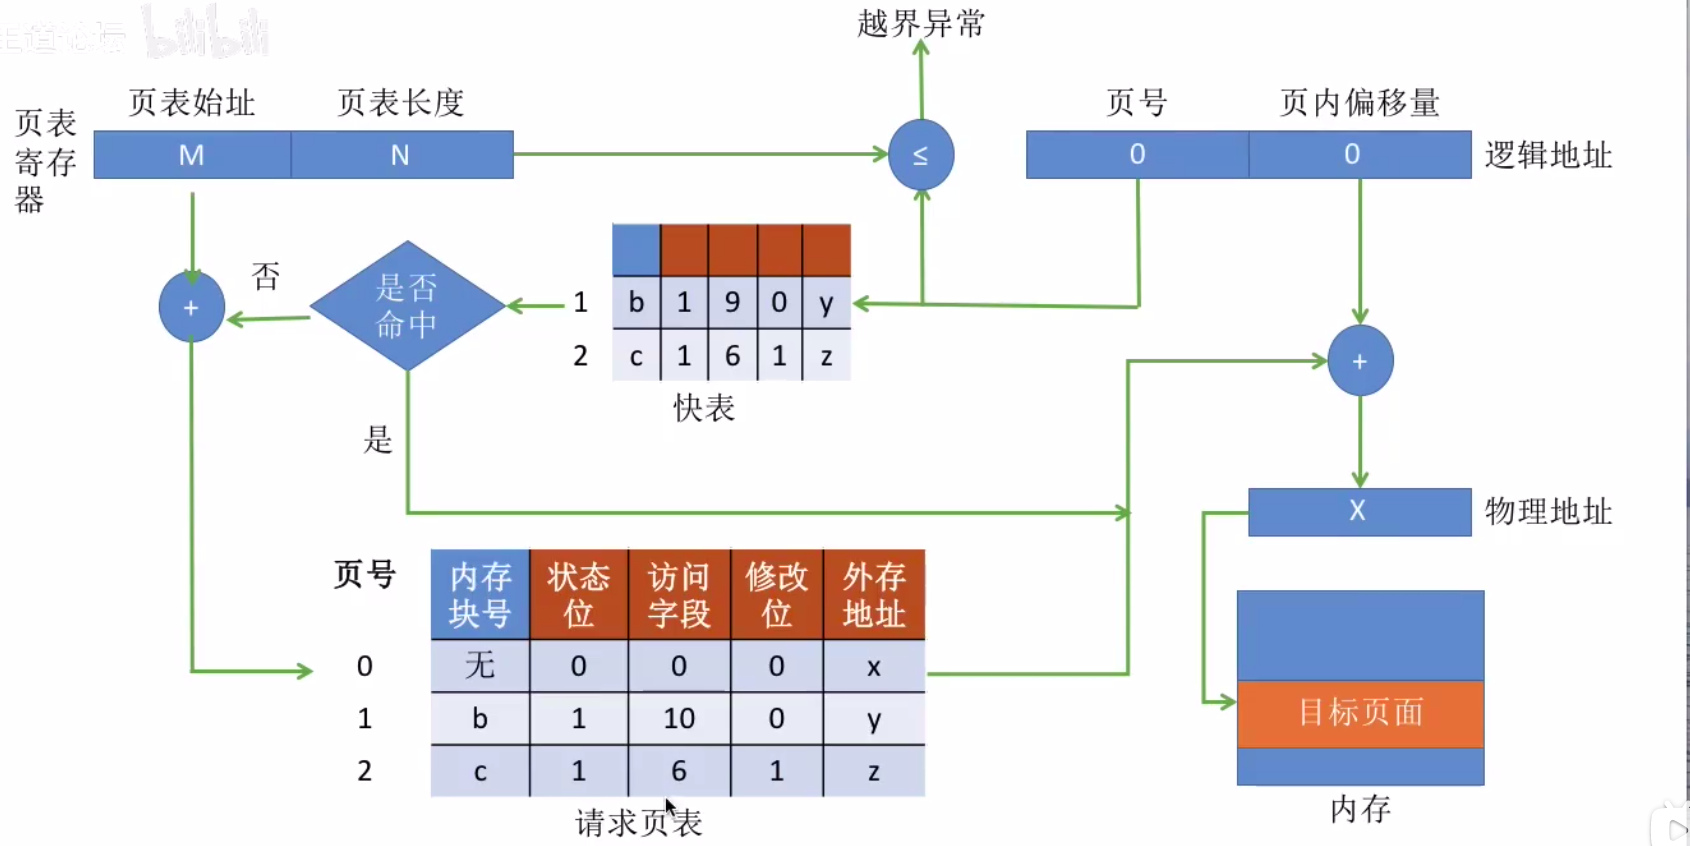 bilibili
越界异常
页表始址 页表长度
页号 页内偏移量
页表
寄存
器
M N
≤
0 0
逻辑地址
否
是否
命中
+
1 b 1 9 0 y
2 c 1 6 1 z
快表
+
是
X
物理地址
页号
内存
块号
状态
位
访问
字段
修改
位
外存
地址
0 无 0 0 0 x
1 b 1 10 0 y
2 c 1 6 1 z
请求页表
目标页面
内存